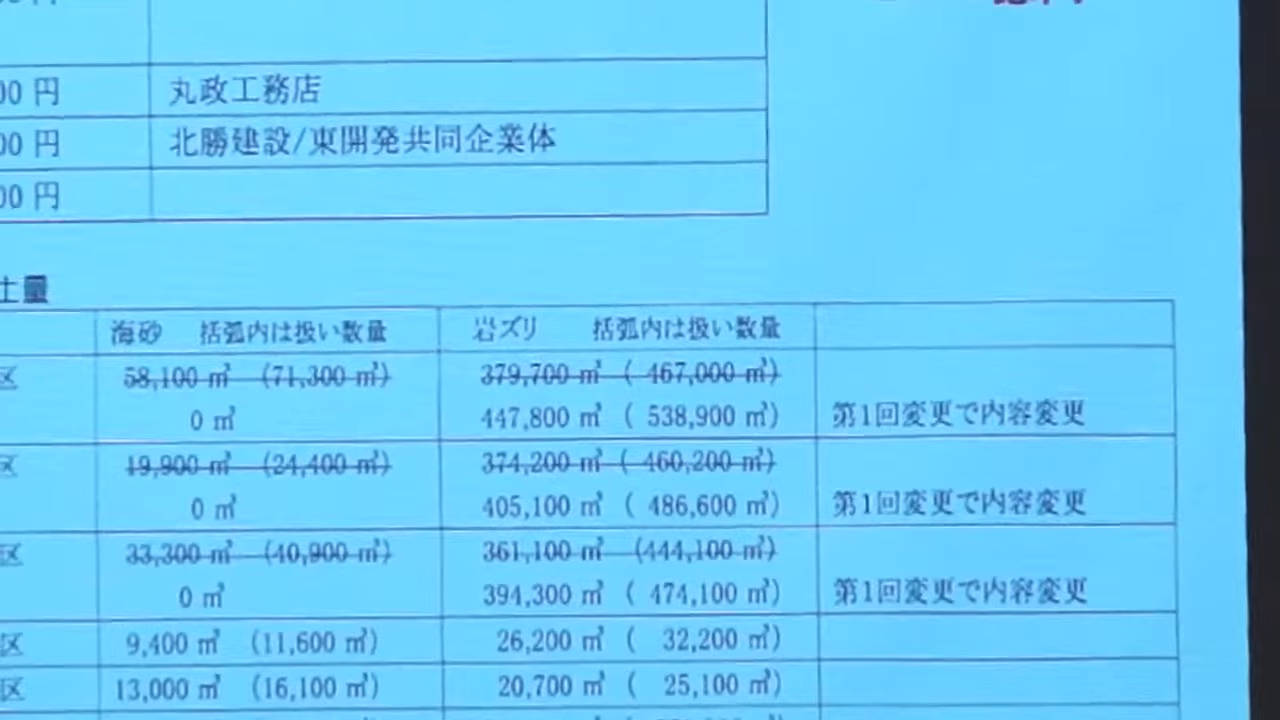 00 円 丸政工務店
00 円 北勝建設/東開発共同企業体
00 円
土量
海砂 括弧内は扱い数量 岩ズリ 括弧内は扱い数量
区 58,100 ㎥ (71,300 ㎥) 379,700 ㎥ ( 467,000 ㎥)
0 ㎥ 447,800 ㎥ ( 538,900 ㎥) 第1回変更で内容変更
区 19,900 ㎥ (24,400 ㎥) 374,200 ㎥ ( 460,200 ㎥)
0 ㎥ 405,100 ㎥ ( 486,600 ㎥) 第1回変更で内容変更
区 33,300 ㎥ (40,900 ㎥) 361,100 ㎥ (444,100 ㎥)
0 ㎥ 394,300 ㎥ ( 474,100 ㎥) 第1回変更で内容変更
区 9,400 ㎥ (11,600 ㎥) 26,200 ㎥ ( 32,200 ㎥)
区 13,000 ㎥ (16,100 ㎥) 20,700 ㎥ ( 25,100 ㎥)